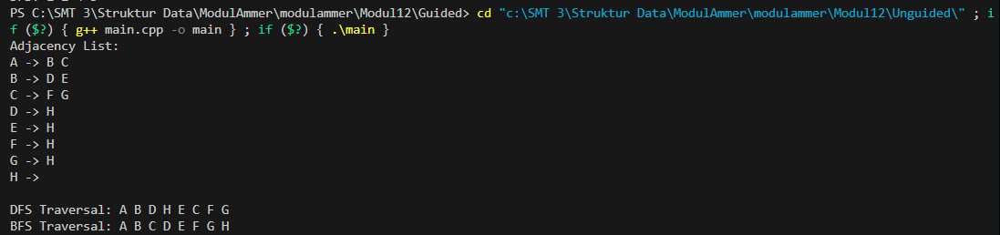 PS C:\SMT 3\Struktur Data\ModulAmmer\modulammer\Modul12\Guided> cd "c:\SMT 3\Struktur Data\ModulAmmer\modulammer\Modul12\Unguided\" ; i
f ($?) { g++ main.cpp -o main } ; if ($?) { .\main }
Adjacency List:
A -> B C
B -> D E
C -> F G
D -> H
E -> H
F -> H
G -> H
H ->
DFS Traversal: A B D H E C F G
BFS Traversal: A B C D E F G H